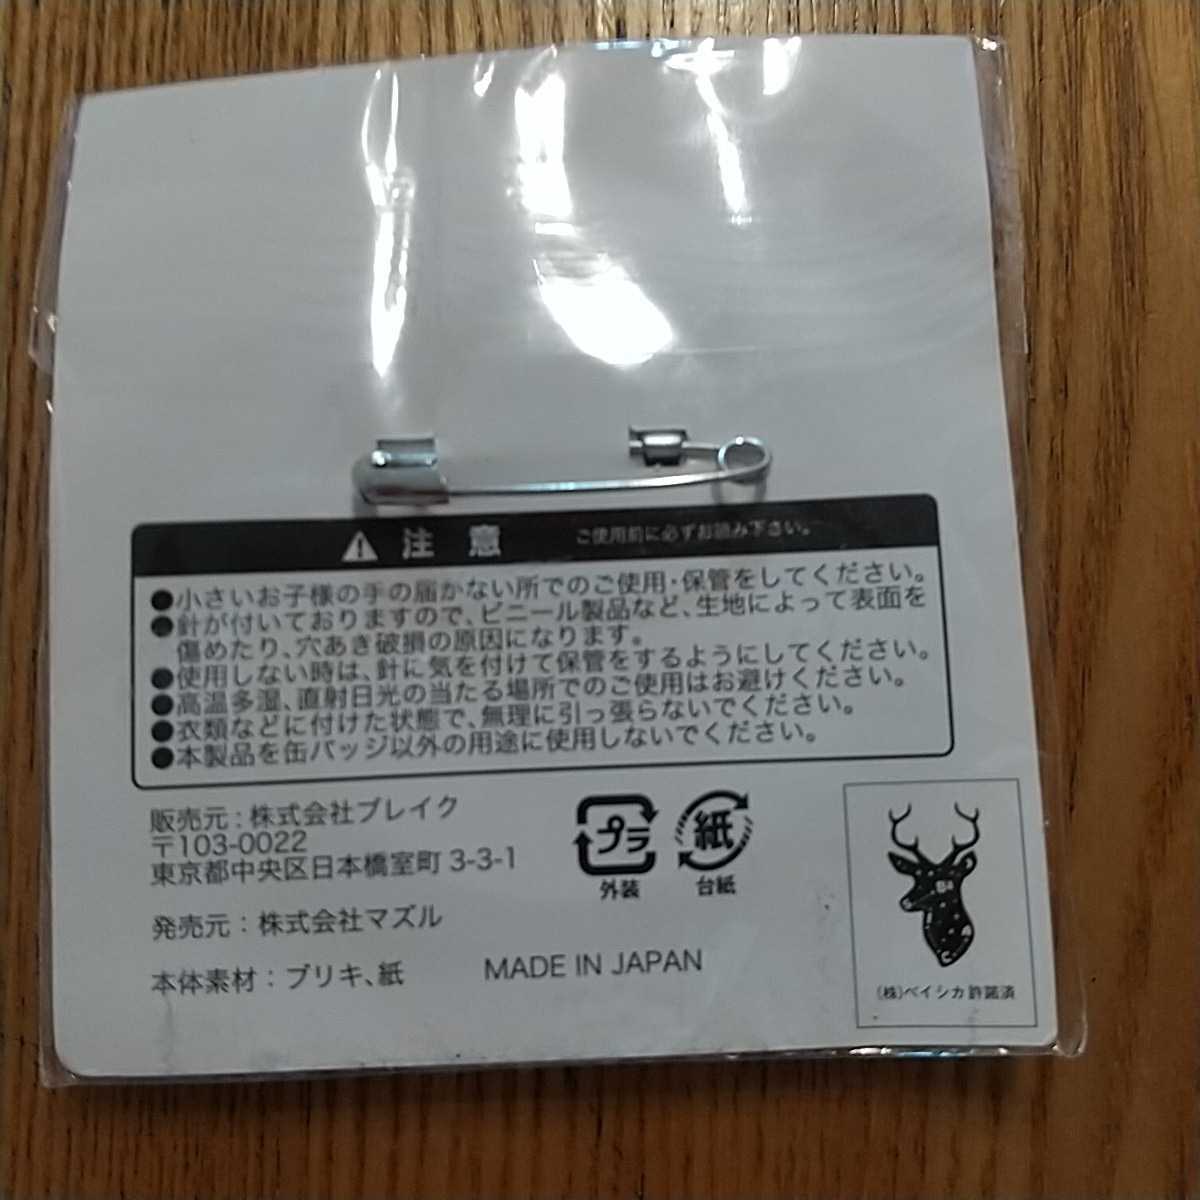 注意 ご使用前に必ずお読み下さい。
●小さいお子様の手の届かない所でのご使用・保管をしてください。
●針が付いておりますので、ビニール製品など、生地によって表面を
傷めたり、穴あき破損の原因になります。
●使用しない時は、針に気を付けて保管をするようにしてください。
●高温多湿、直射日光の当たる場所でのご使用はお避けください。
●衣類などに付けた状態で、無理に引っ張らないでください。
●本製品を缶バッジ以外の用途に使用しないでください。
販売元：株式会社ブレイク
〒103-0022
東京都中央区日本橋室町 3-3-1
プラ
外装
紙
台紙
発売元：株式会社マズル
本体素材：ブリキ、紙
MADE IN JAPAN
(株)ベイシカ許諾済